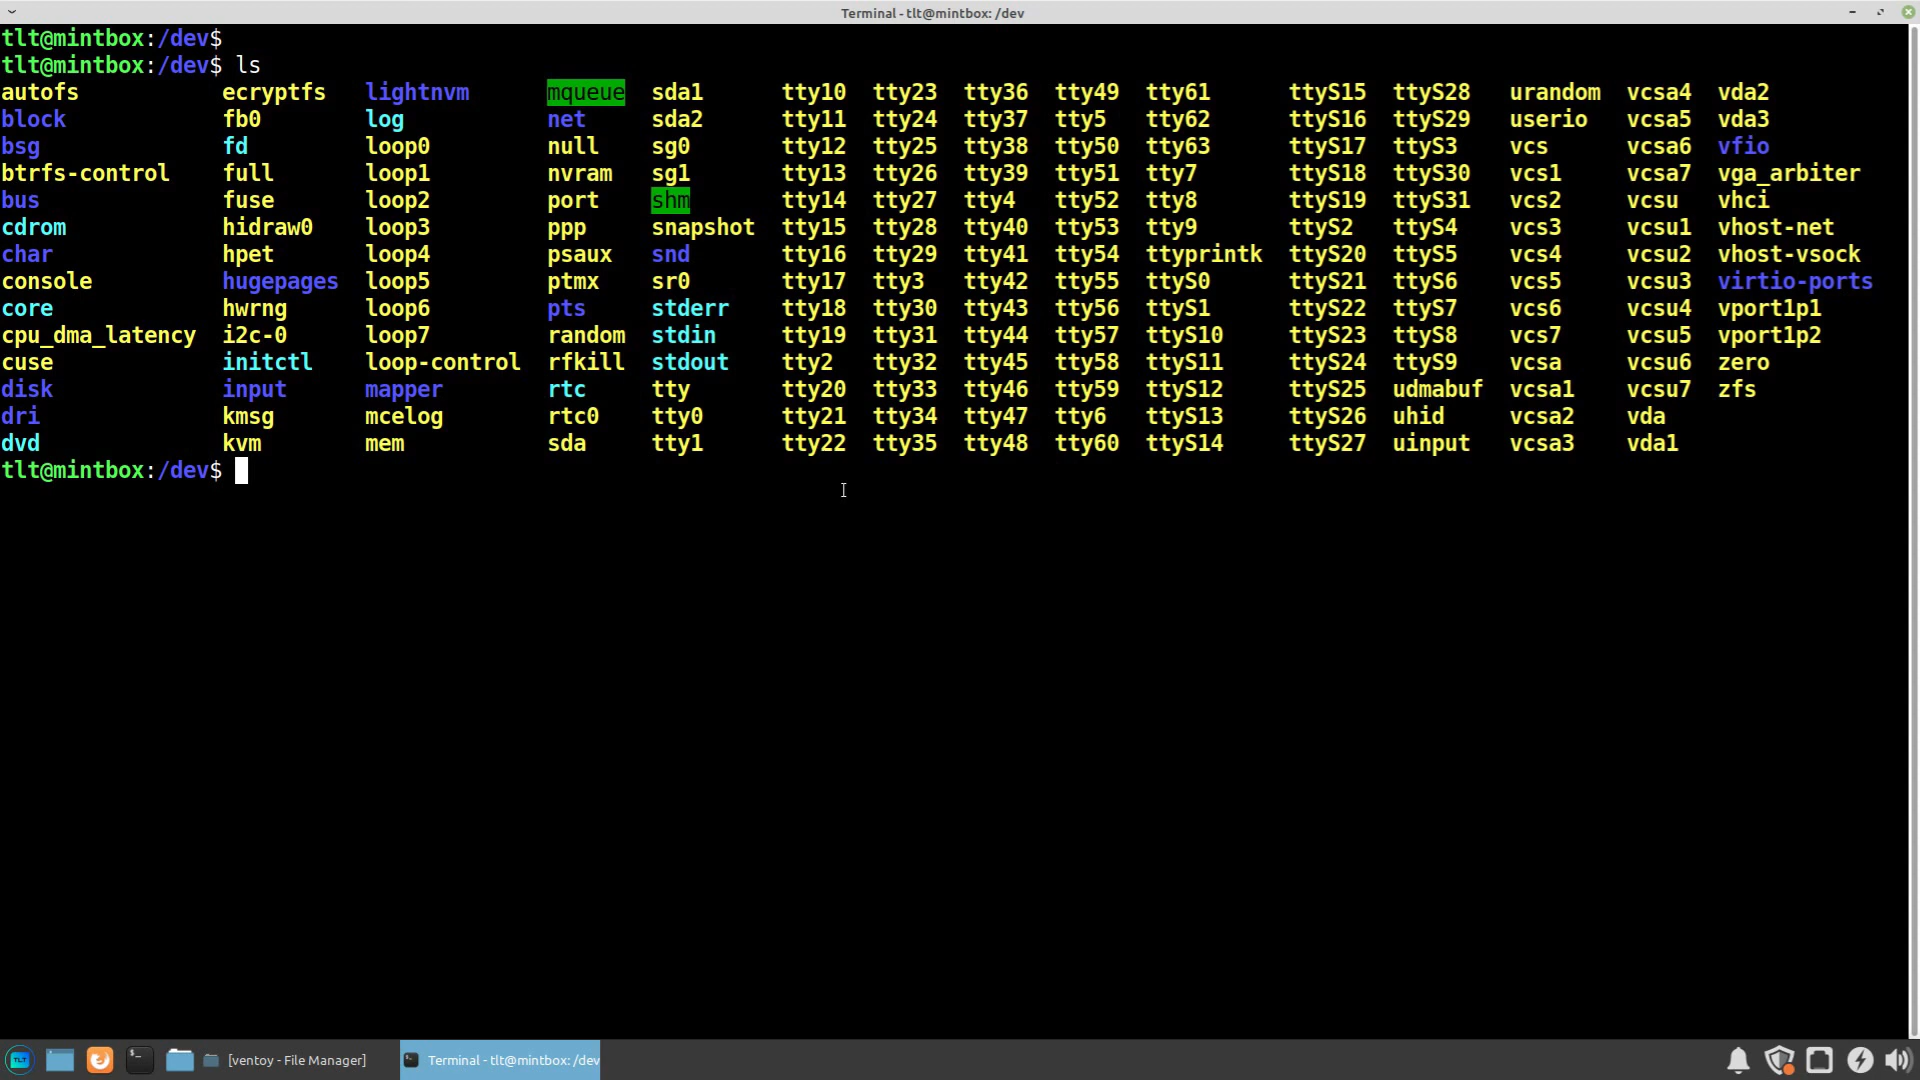 Terminal - tlt@mintbox: /dev
tlt@mintbox:/dev$
tlt@mintbox:/dev$ ls
autofs ecryptfs lightnvm mqueue sda1 tty10 tty23 tty36 tty49 tty61 ttyS15 ttyS28 urandom vcsa4 vda2
block fb0 log net sda2 tty11 tty24 tty37 tty5 tty62 ttyS16 ttyS29 userio vcsa5 vda3
bsg fd loop0 null sg0 tty12 tty25 tty38 tty50 tty63 ttyS17 ttyS3 vcs vcsa6 vfio
btrfs-control full loop1 nvram sg1 tty13 tty26 tty39 tty51 tty7 ttyS18 ttyS30 vcs1 vcsa7 vga_arbiter
bus fuse loop2 port shm tty14 tty27 tty4 tty52 tty8 ttyS19 ttyS31 vcs2 vcsu vhci
cdrom hidraw0 loop3 ppp snapshot tty15 tty28 tty40 tty53 tty9 ttyS2 ttyS4 vcs3 vcsu1 vhost-net
char hpet loop4 psaux snd tty16 tty29 tty41 tty54 ttyprintk ttyS20 ttyS5 vcs4 vcsu2 vhost-vsock
console hugepages loop5 ptmx sr0 tty17 tty3 tty42 tty55 ttyS0 ttyS21 ttyS6 vcs5 vcsu3 virtio-ports
core hwrng loop6 pts stderr tty18 tty30 tty43 tty56 ttyS1 ttyS22 ttyS7 vcs6 vcsu4 vport1p1
cpu_dma_latency i2c-0 loop7 random stdin tty19 tty31 tty44 tty57 ttyS10 ttyS23 ttyS8 vcs7 vcsu5 vport1p2
cuse initctl loop-control rfkill stdout tty2 tty32 tty45 tty58 ttyS11 ttyS24 ttyS9 vcsa vcsu6 zero
disk input mapper rtc tty tty20 tty33 tty46 tty59 ttyS12 ttyS25 udmabuf vcsa1 vcsu7 zfs
dri kmsg mcelog rtc0 tty0 tty21 tty34 tty47 tty6 ttyS13 ttyS26 uhid vcsa2 vda
dvd kvm mem sda tty1 tty22 tty35 tty48 tty60 ttyS14 ttyS27 uinput vcsa3 vda1
tlt@mintbox:/dev$
TLT [ventoy - File Manager] Terminal - tlt@mintbox: /dev